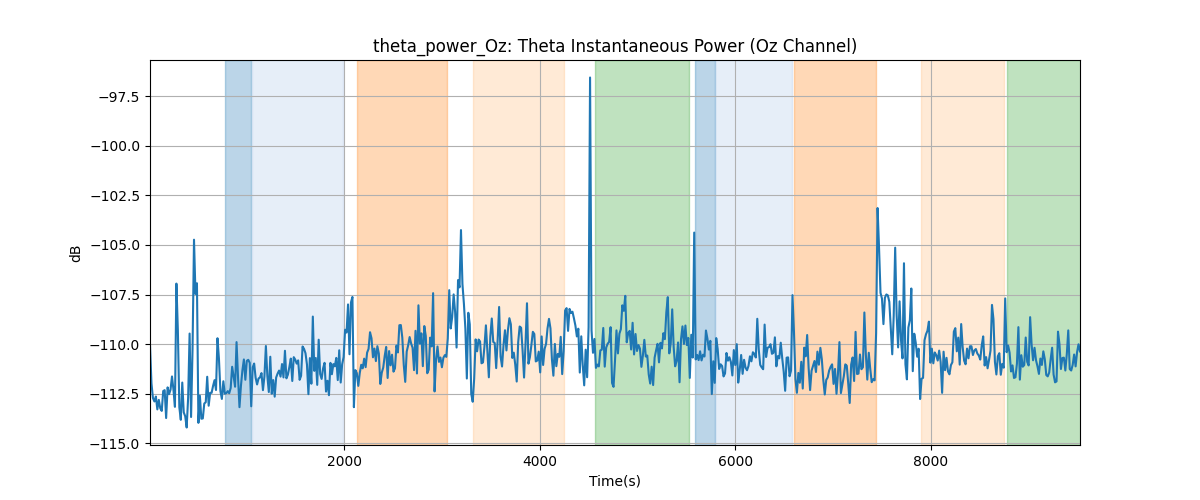 theta_power_Oz: Theta Instantaneous Power (Oz Channel)
−97.5
−100.0
−102.5
−105.0
−107.5
−110.0
−112.5
−115.0
dB
2000 4000 6000 8000
Time(s)